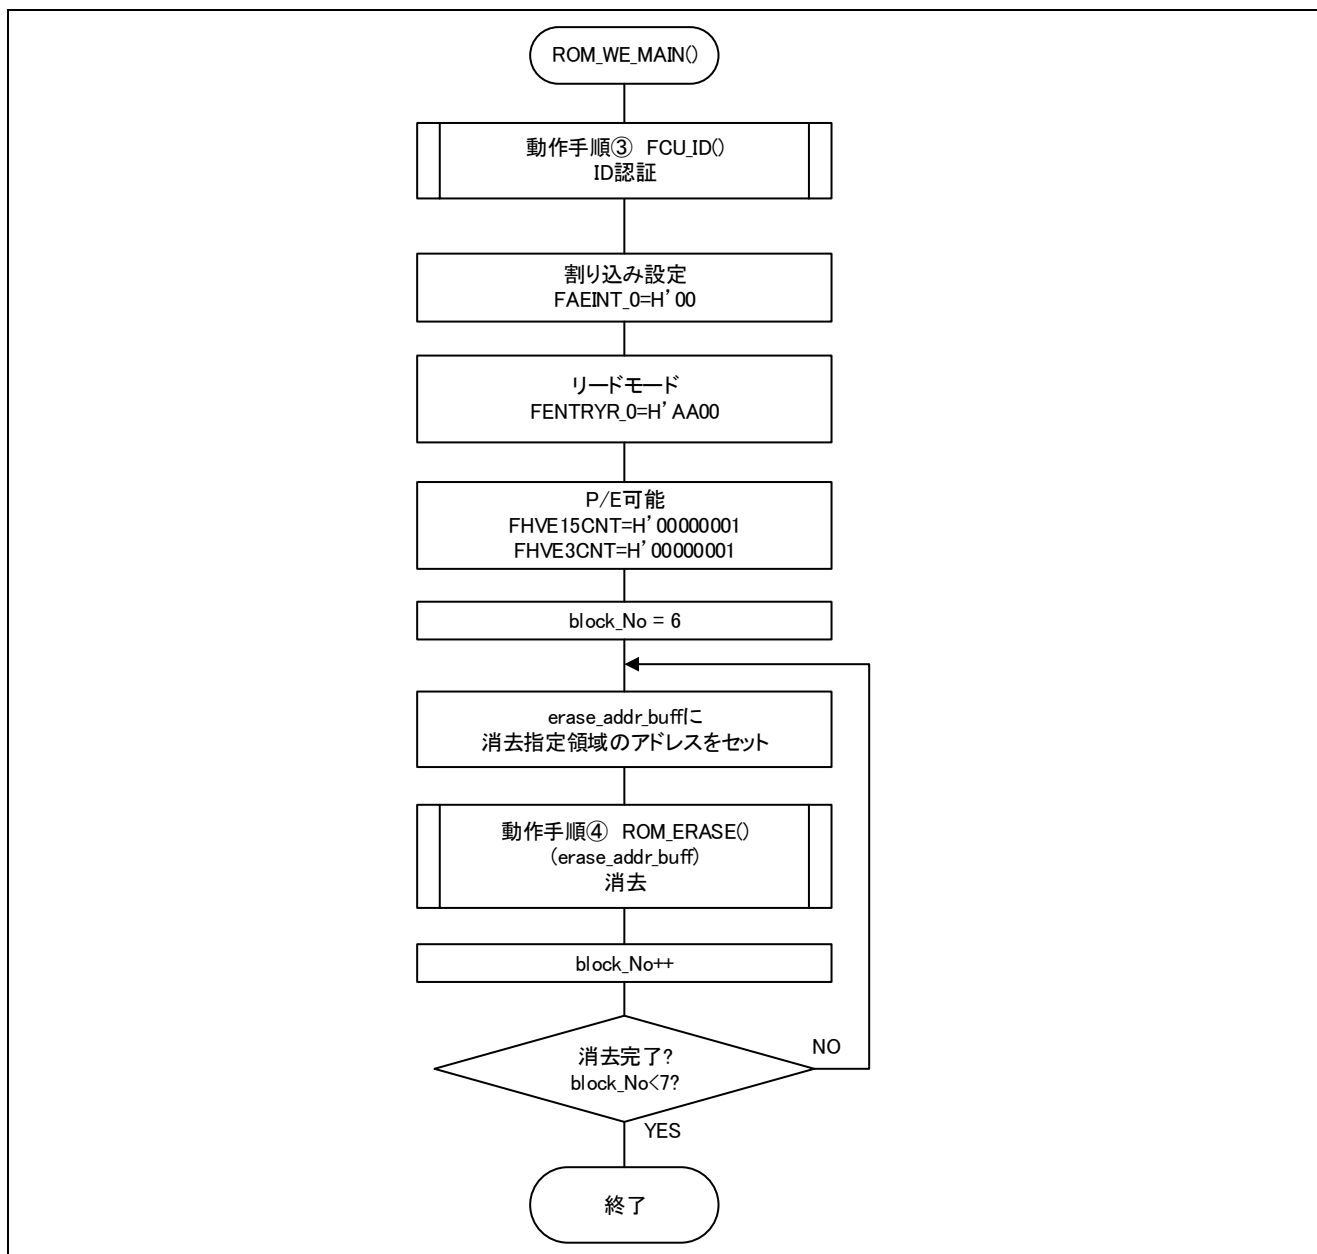 ROM_WE_MAIN()
動作手順③ FCU_ID()
ID認証
割り込み設定
FAEINT_0=H’00
リードモード
FENTRYR_0=H’AA00
P/E可能
FHVE15CNT=H’00000001
FHVE3CNT=H’00000001
block_No = 6
erase_addr_buffに
消去指定領域のアドレスをセット
動作手順④ ROM_ERASE()
(erase_addr_buff)
消去
block_No++
消去完了?
block_No<7?
NO
YES
終了